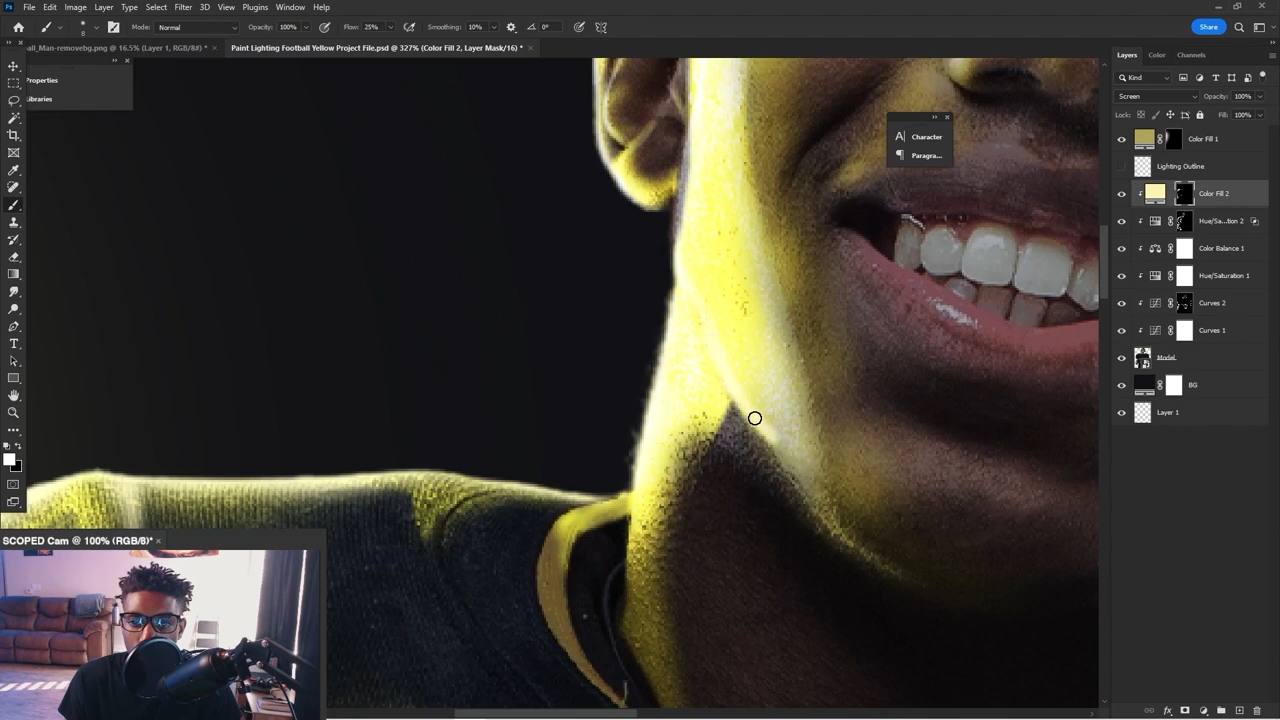 Ps File Edit Image Layer Type Select Filter 3D View Plugins Window Help
8 Mode: Normal Opacity: 100% Flow: 25% Smoothing: 10% 0° Share
all_Man-removebg.png @ 16.5% (Layer 1, RGB/8#) * × Paint Lighting Football Yellow Project File.psd @ 327% (Color Fill 2, Layer Mask/16) * ×
Properties
Libraries
A| Character
Paragra...
Layers Color Channels
Kind
Screen Opacity: 100%
Lock: Fill: 100%
Color Fill 1
Lighting Outline
Color Fill 2
Hue/Sa...tion 2
Color Balance 1
Hue/Saturation 1
Curves 2
Curves 1
Model
BG
Layer 1
SCOPED Cam @ 100% (RGB/8)* ×